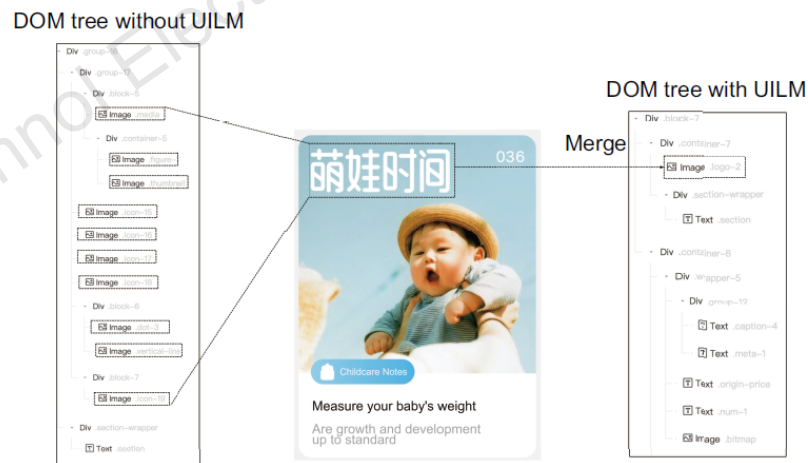 DOM tree without UILM
Div .group-16
Div .group-17
Div .block-5
Image .media
Div .container-5
Image .figure-
Image .thumbnail
Image .icon-15
Image .icon-16
Image .icon-17
Image .icon-18
Div .block-6
Image .dot-3
Image .vertical-line
Div .block-7
Image .icon-19
Div .section-wrapper
Text .section
萌娃时间
036
Childcare Notes
Measure your baby's weight
Are growth and development
up to standard
Merge
DOM tree with UILM
Div .block-7
Div .container-7
Image .logo-2
Div .section-wrapper
Text .section
Div .container-8
Div .wrapper-5
Div .group-19
Text .caption-4
Text .meta-1
Text .origin-price
Text .num-1
Image .bitmap